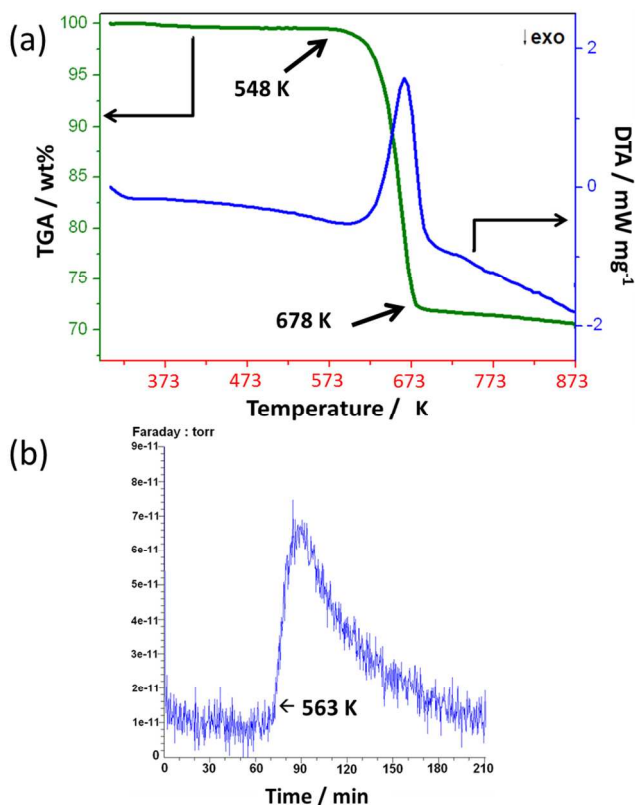 (a)
TGA / wt%
100
95
90
85
80
75
70
548 K
678 K
↓exo
2
0
-2
DTA / mW mg-1
373
473
573
673
773
873
Temperature / K
(b)
Faraday : torr
9e-11
8e-11
7e-11
6e-11
5e-11
4e-11
3e-11
2e-11
1e-11
0
563 K
0
30
60
90
120
150
180
210
Time / min